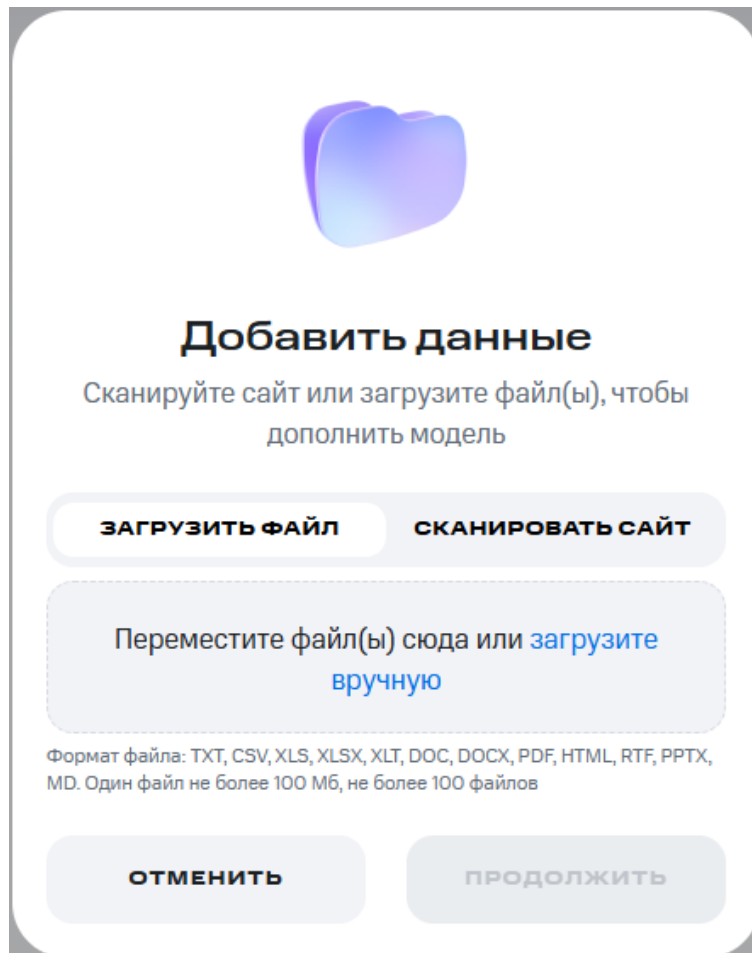 Добавить данные
Сканируйте сайт или загрузите файл(ы), чтобы
дополнить модель
ЗАГРУЗИТЬ ФАЙЛ СКАНИРОВАТЬ САЙТ
Переместите файл(ы) сюда или загрузите
вручную
Формат файла: TXT, CSV, XLS, XLSX, XLT, DOC, DOCX, PDF, HTML, RTF, PPTX,
MD. Один файл не более 100 Мб, не более 100 файлов
ОТМЕНИТЬ ПРОДОЛЖИТЬ